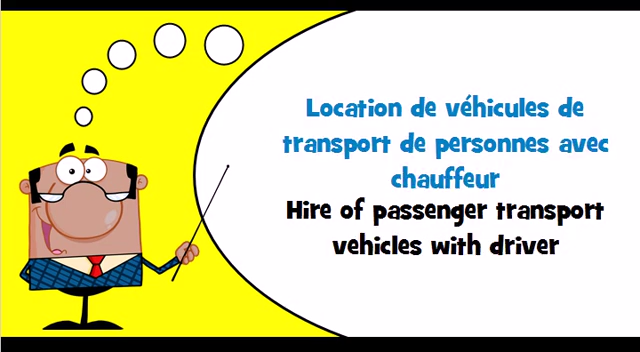 Location de véhicules de
transport de personnes avec
chauffeur
Hire of passenger transport
vehicles with driver